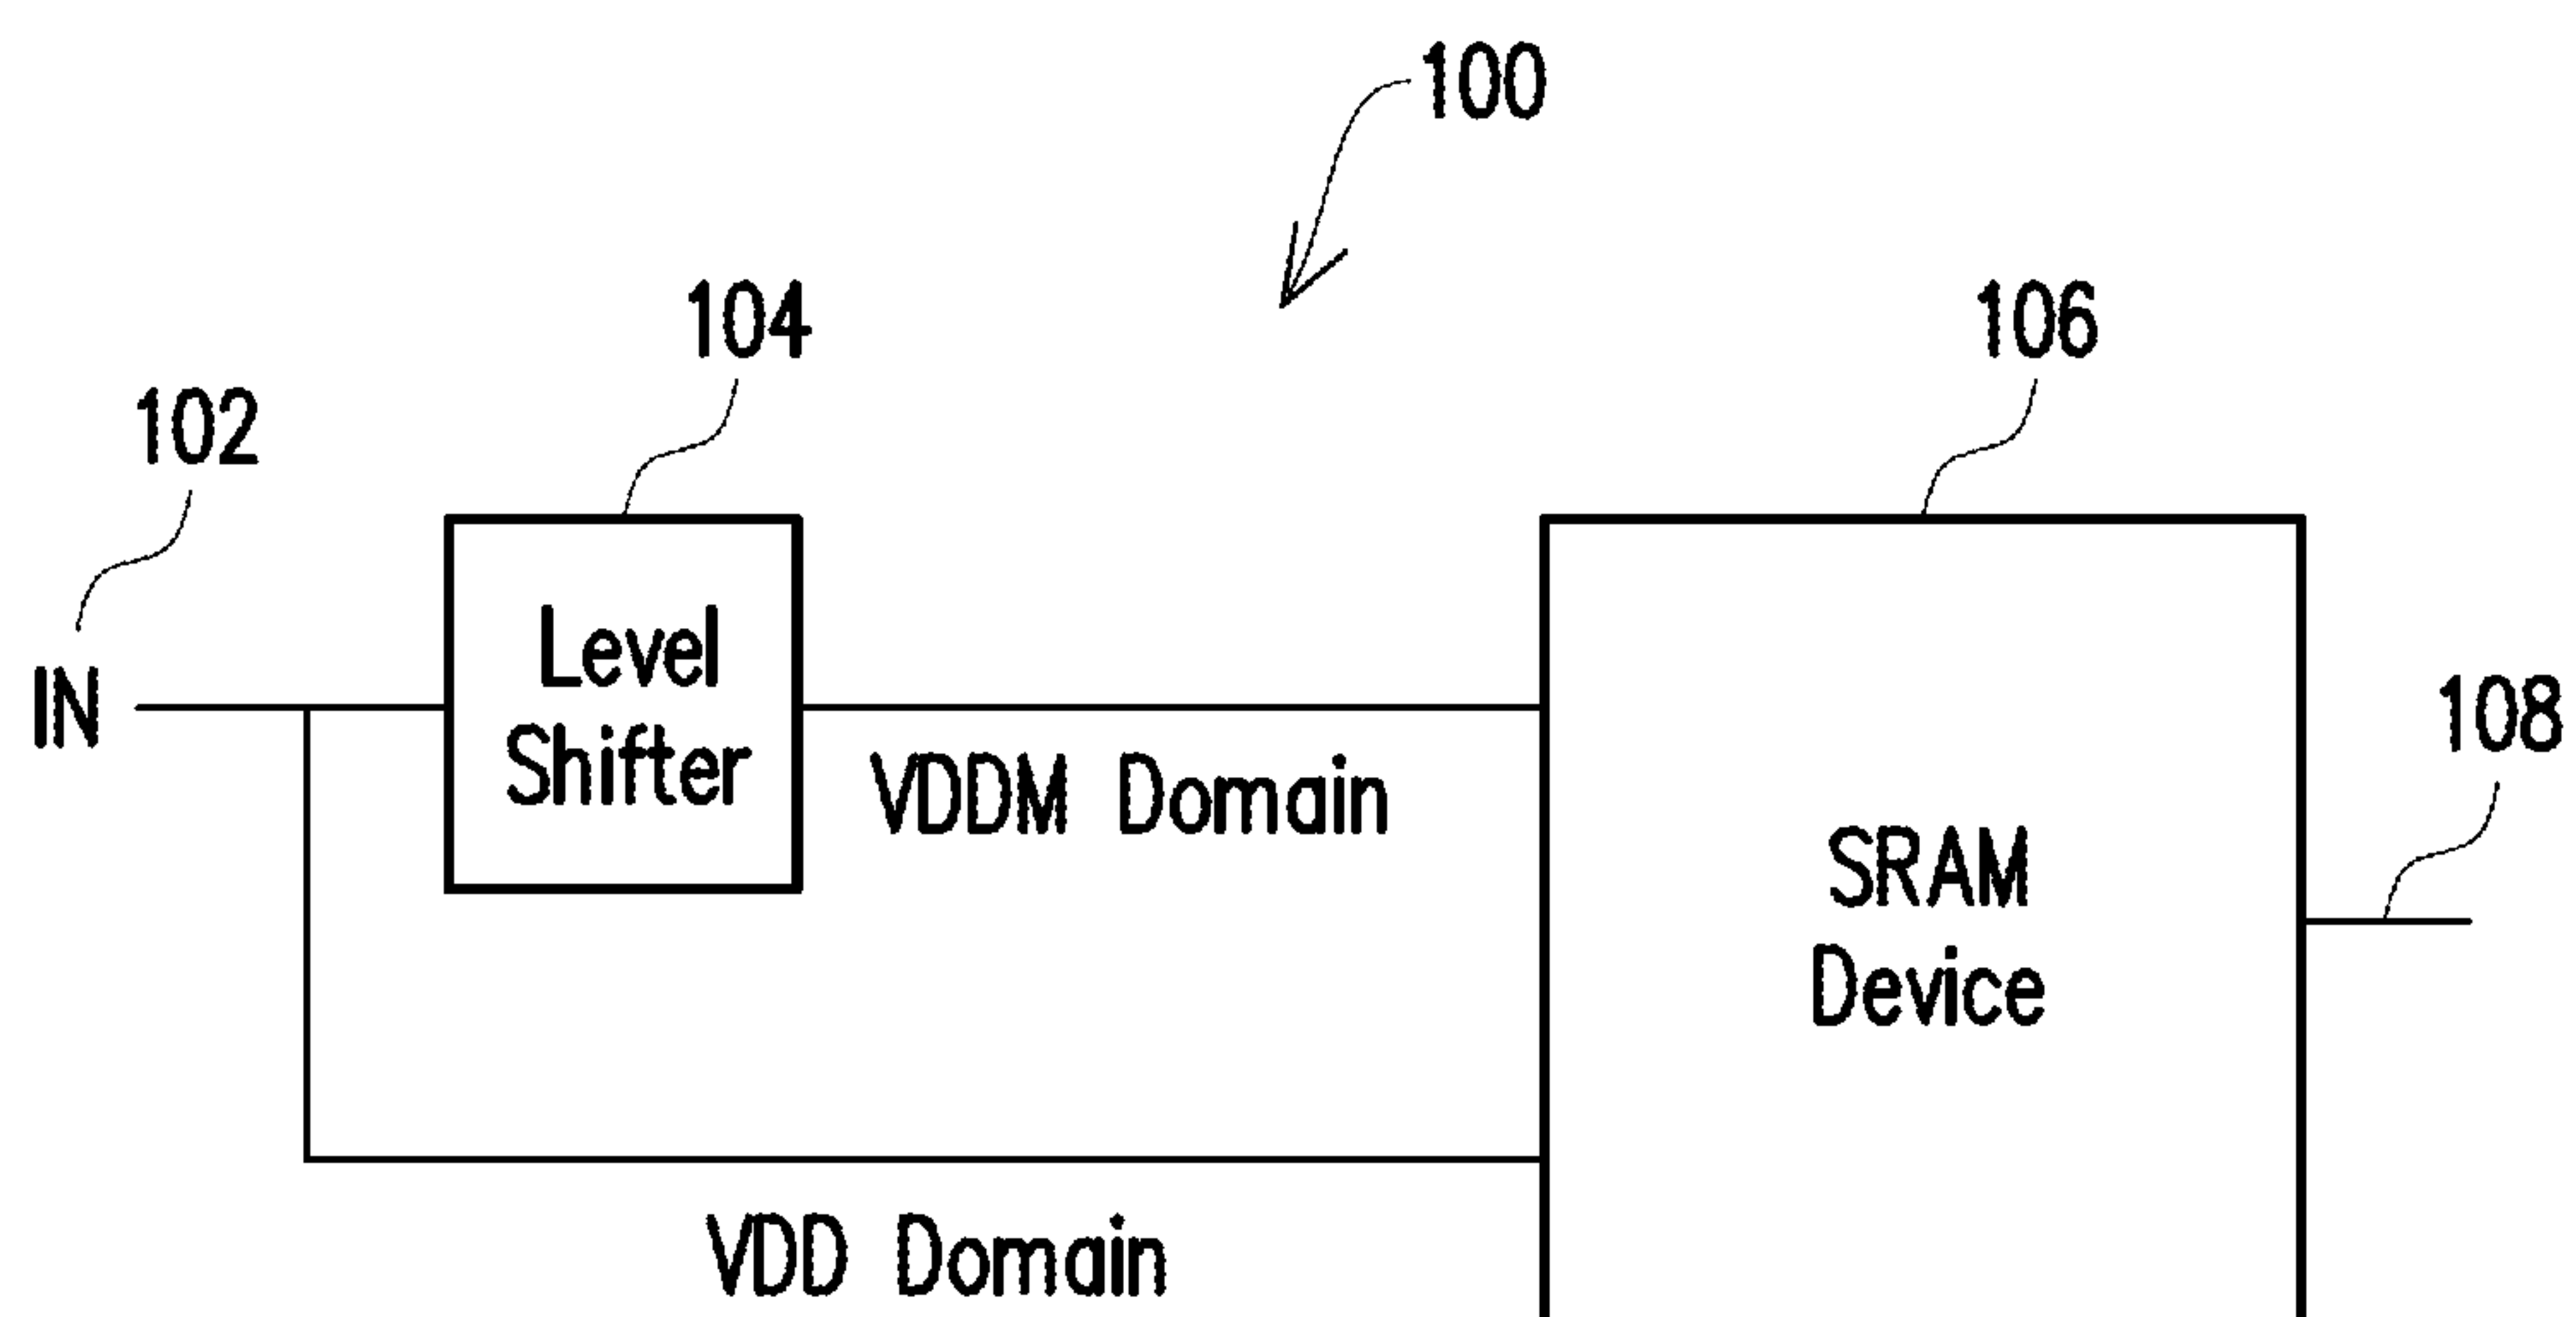 100
104
106
102
Level
Shifter
IN
108
VDDM Domain
SRAM
Device
VDD Domain